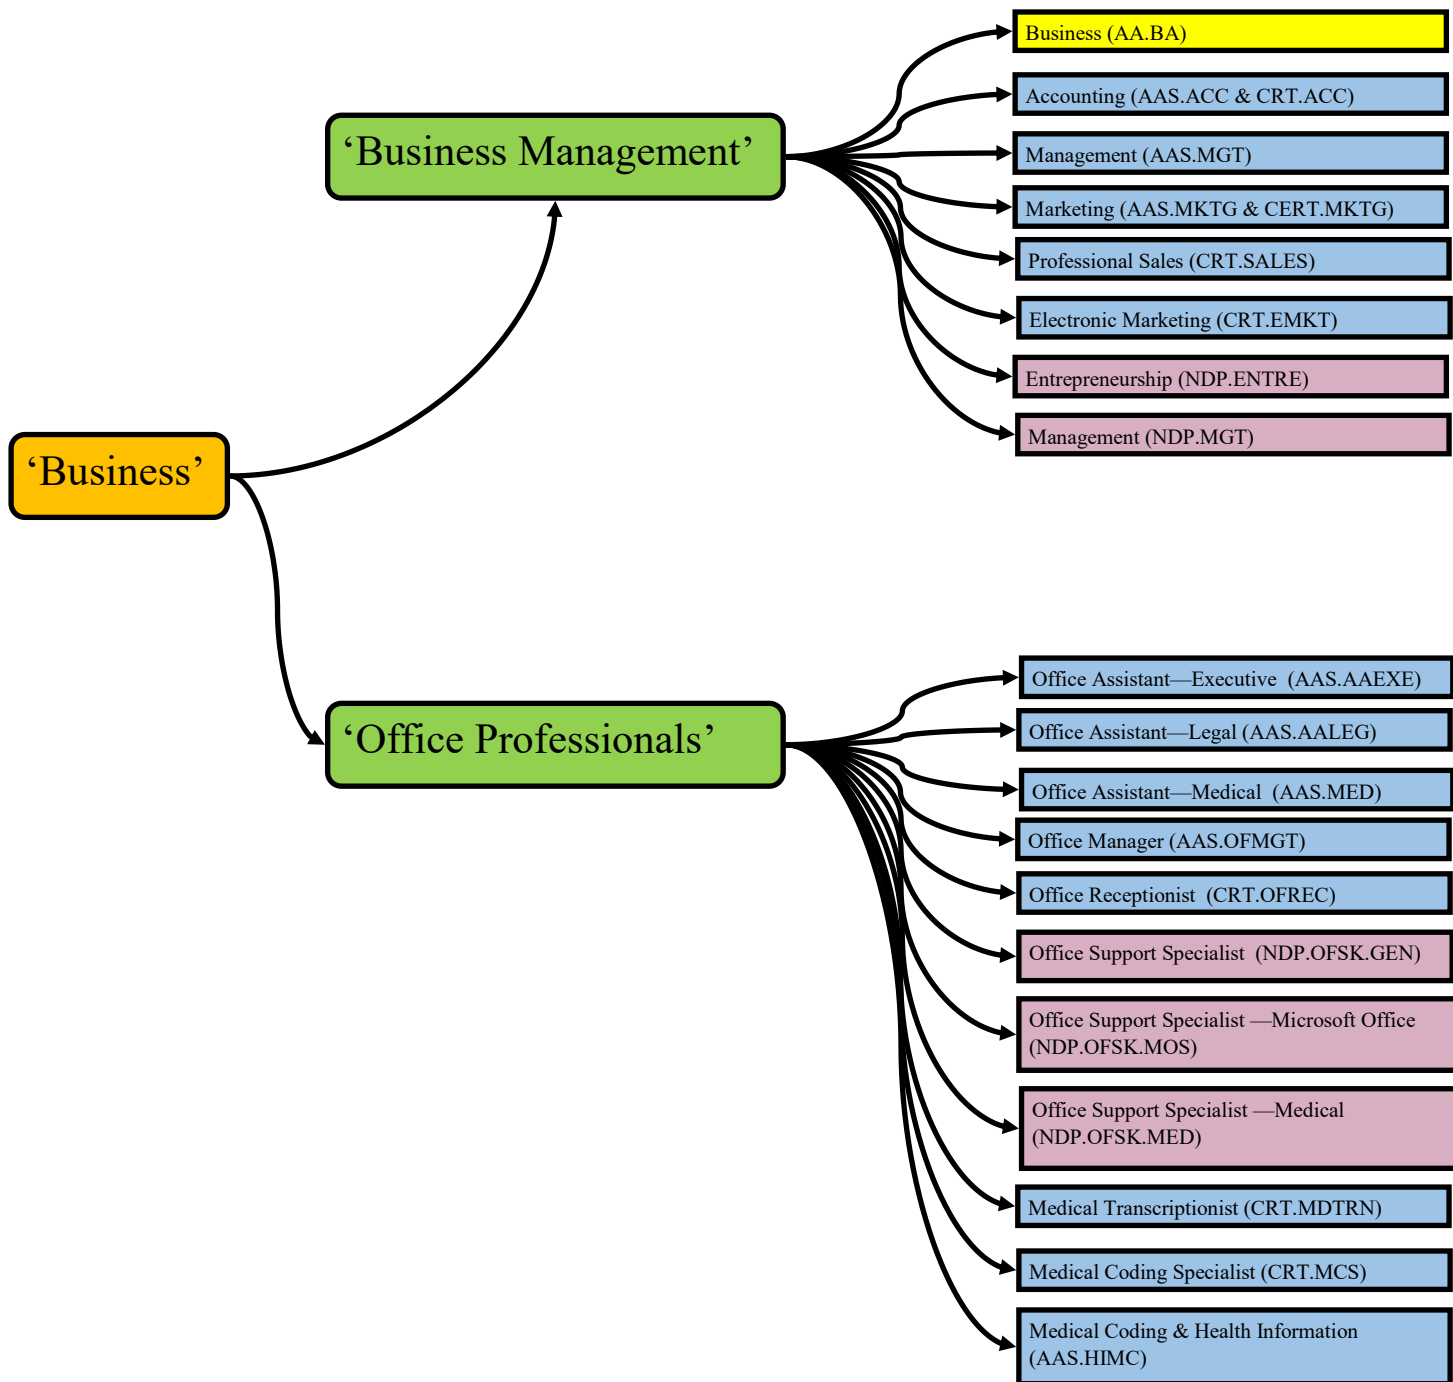 Business (AA.BA)
Accounting (AAS.ACC & CRT.ACC)
‘Business Management’
Management (AAS.MGT)
Marketing (AAS.MKTG & CERT.MKTG)
Professional Sales (CRT.SALES)
Electronic Marketing (CRT.EMKT)
Entrepreneurship (NDP.ENTRE)
Management (NDP.MGT)
‘Business’
Office Assistant—Executive  (AAS.AAEXE)
Office Assistant—Legal (AAS.AALEG)
‘Office Professionals’
Office Assistant—Medical  (AAS.MED)
Office Manager (AAS.OFMGT)
Office Receptionist  (CRT.OFREC)
Office Support Specialist  (NDP.OFSK.GEN)
Office Support Specialist —Microsoft Office
(NDP.OFSK.MOS)
Office Support Specialist —Medical
(NDP.OFSK.MED)
Medical Transcriptionist (CRT.MDTRN)
Medical Coding Specialist (CRT.MCS)
Medical Coding & Health Information
(AAS.HIMC)